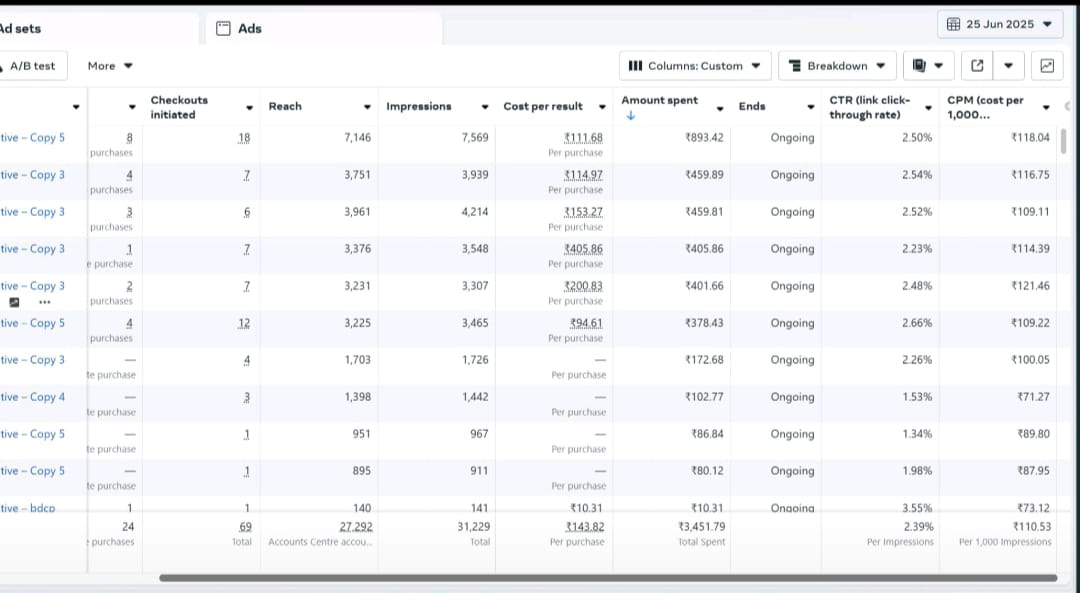 Ad sets
Ads
25 Jun 2025
A/B test
More
Columns: Custom
Breakdown
Checkouts initiated
Reach
Impressions
Cost per result
Amount spent
Ends
CTR (link click-through rate)
CPM (cost per 1,000...
tive – Copy 5 8 18 7,146 7,569 ₹111.68 ₹893.42 Ongoing 2.50% ₹118.04
purchases Per purchase
tive – Copy 3 4 7 3,751 3,939 ₹114.97 ₹459.89 Ongoing 2.54% ₹116.75
purchases Per purchase
tive – Copy 3 3 6 3,961 4,214 ₹153.27 ₹459.81 Ongoing 2.52% ₹109.11
purchases Per purchase
tive – Copy 3 1 7 3,376 3,548 ₹405.86 ₹405.86 Ongoing 2.23% ₹114.39
e purchase Per purchase
tive – Copy 3 2 7 3,231 3,307 ₹200.83 ₹401.66 Ongoing 2.48% ₹121.46
purchases Per purchase
tive – Copy 5 4 12 3,225 3,465 ₹94.61 ₹378.43 Ongoing 2.66% ₹109.22
purchases Per purchase
tive – Copy 3 — 4 1,703 1,726 — ₹172.68 Ongoing 2.26% ₹100.05
te purchase Per purchase
tive – Copy 4 — 3 1,398 1,442 — ₹102.77 Ongoing 1.53% ₹71.27
te purchase Per purchase
tive – Copy 5 — 1 951 967 — ₹86.84 Ongoing 1.34% ₹89.80
te purchase Per purchase
tive – Copy 5 — 1 895 911 — ₹80.12 Ongoing 1.98% ₹87.95
te purchase Per purchase
tive – bdcp 1 1 140 141 ₹10.31 ₹10.31 Ongoing 3.55% ₹73.12
24 69 27,292 31,229 ₹143.82 ₹3,451.79 2.39% ₹110.53
e purchases Total Accounts Centre accou... Total Per purchase Total Spent Per Impressions Per 1,000 Impressions